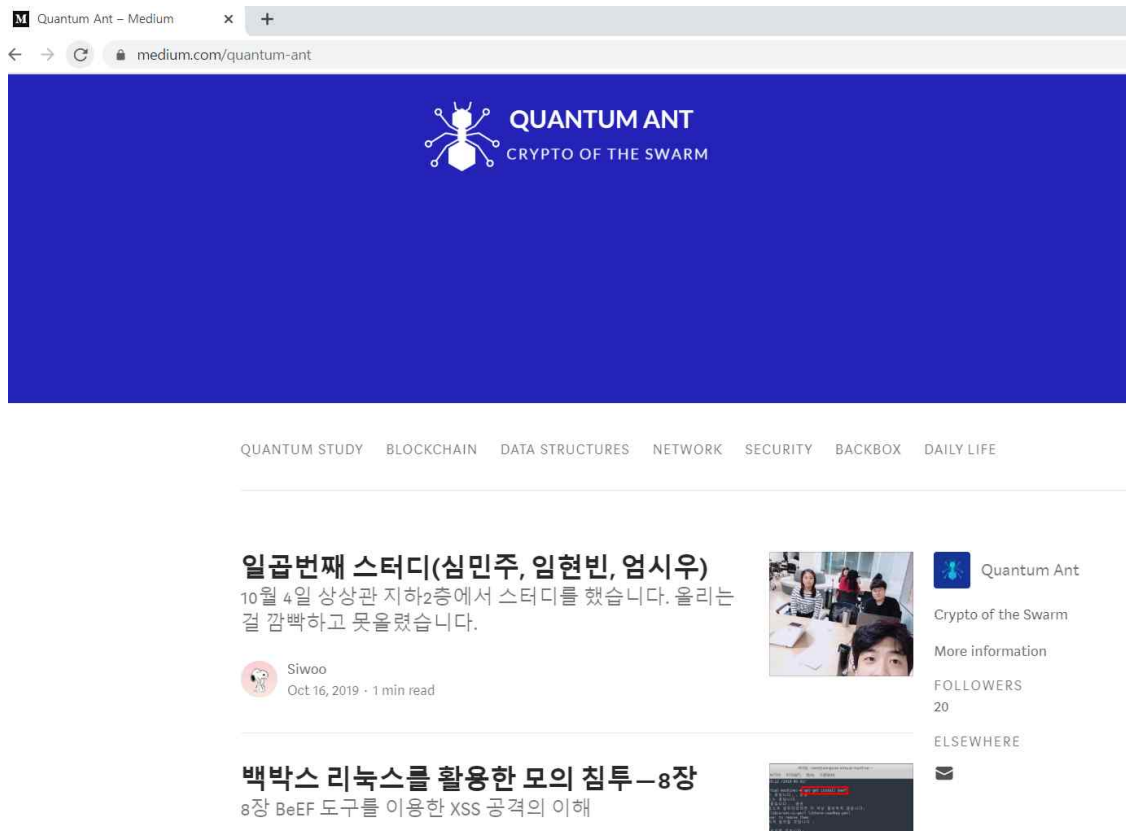 Quantum Ant – Medium
medium.com/quantum-ant
QUANTUM ANT
CRYPTO OF THE SWARM
QUANTUM STUDY BLOCKCHAIN DATA STRUCTURES NETWORK SECURITY BACKBOX DAILY LIFE
일곱번째 스터디(심민주, 임현빈, 엄시우)
10월 4일 상상관 지하2층에서 스터디를 했습니다. 올리는
걸 깜빡하고 못올렸습니다.
Siwoo
Oct 16, 2019 · 1 min read
Quantum Ant
Crypto of the Swarm
More information
FOLLOWERS
20
ELSEWHERE
백박스 리눅스를 활용한 모의 침투—8장
8장 BeEF 도구를 이용한 XSS 공격의 이해